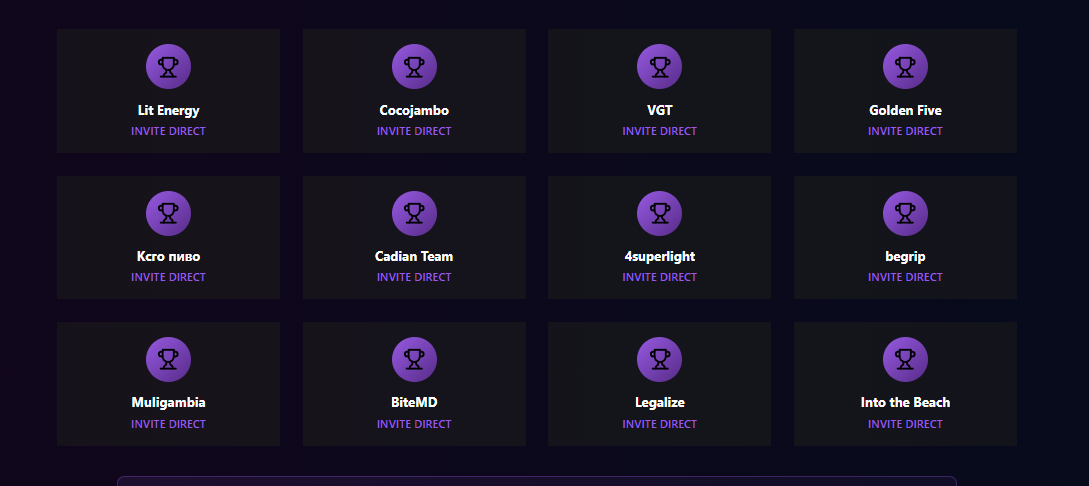 Lit Energy
INVITE DIRECT
Cocojambo
INVITE DIRECT
VGT
INVITE DIRECT
Golden Five
INVITE DIRECT
Ксго пиво
INVITE DIRECT
Cadian Team
INVITE DIRECT
4superlight
INVITE DIRECT
begrip
INVITE DIRECT
Muligambia
INVITE DIRECT
BiteMD
INVITE DIRECT
Legalize
INVITE DIRECT
Into the Beach
INVITE DIRECT